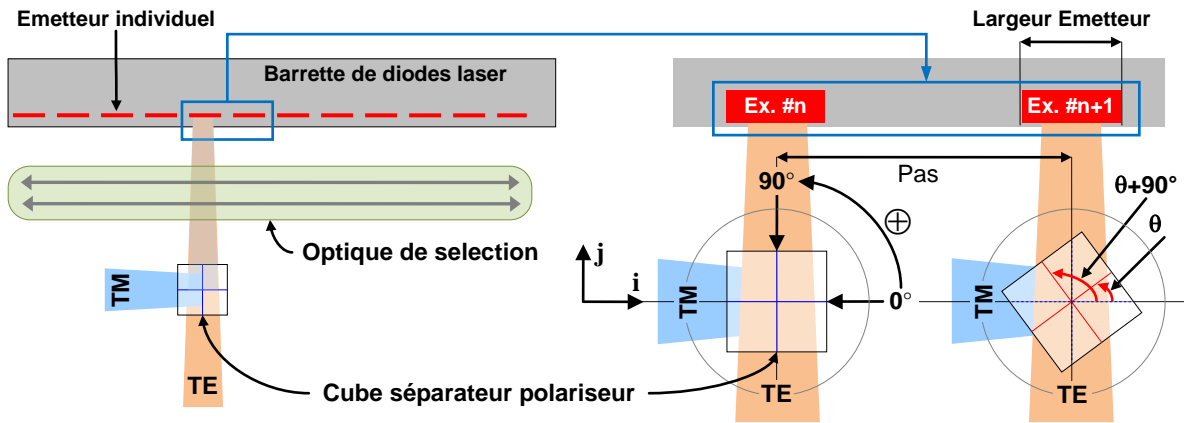 Emetteur individuel
Barrette de diodes laser
Optique de selection
TM
TE
Cube séparateur polariseur
Largeur Emetteur
Ex. #n
Ex. #n+1
Pas
90°
⊕
θ+90°
θ
j
i
TM
0°
TM
TE
TE